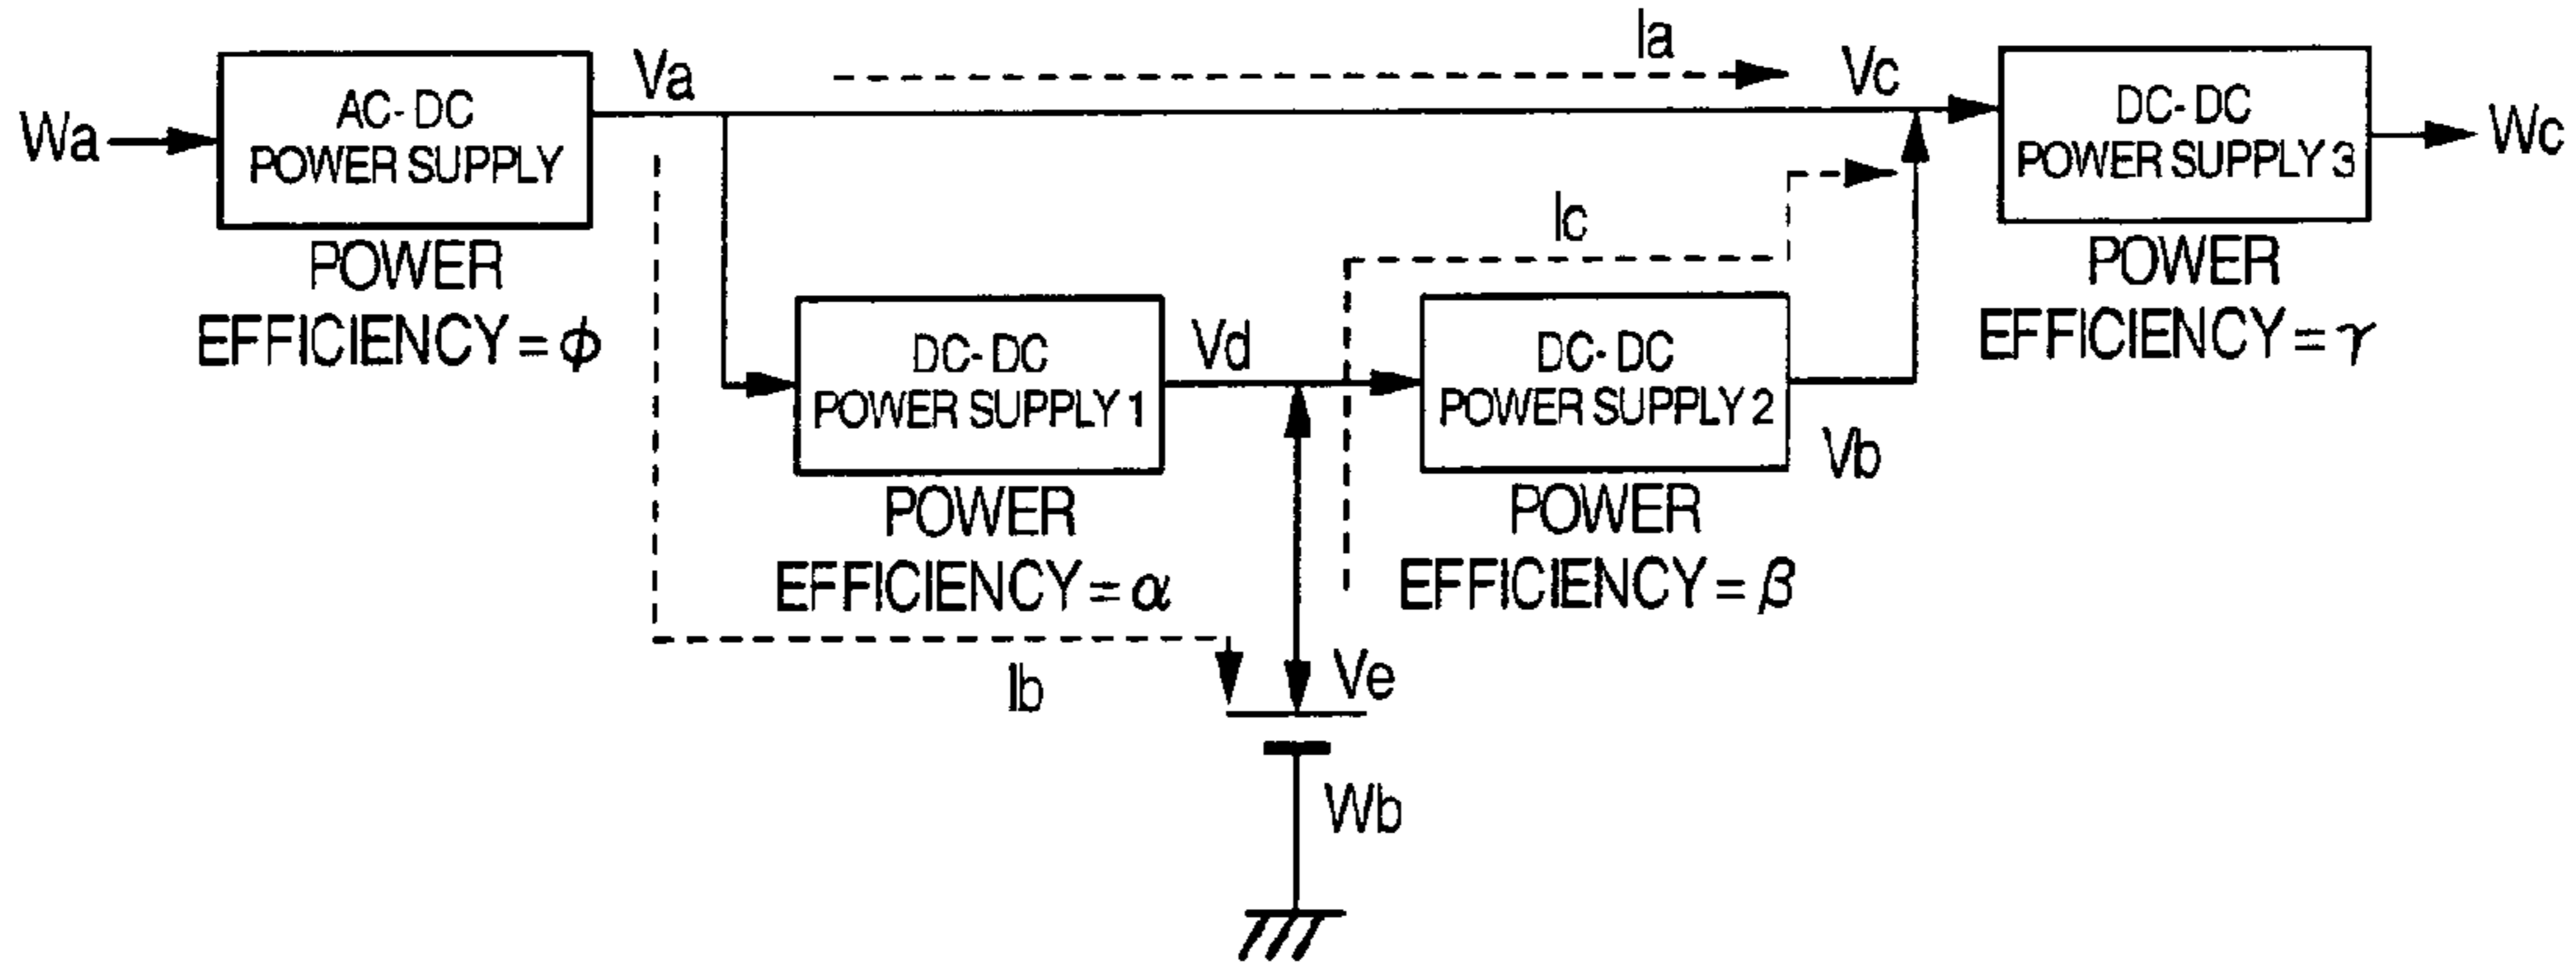 Wa
AC-DC
POWER SUPPLY
POWER
EFFICIENCY = ϕ
Va
Ia
Vc
DC-DC
POWER SUPPLY 3
POWER
EFFICIENCY = γ
Wc
Ic
DC-DC
POWER SUPPLY 1
POWER
EFFICIENCY = α
Vd
DC-DC
POWER SUPPLY 2
POWER
EFFICIENCY = β
Vb
Ib
Ve
Wb